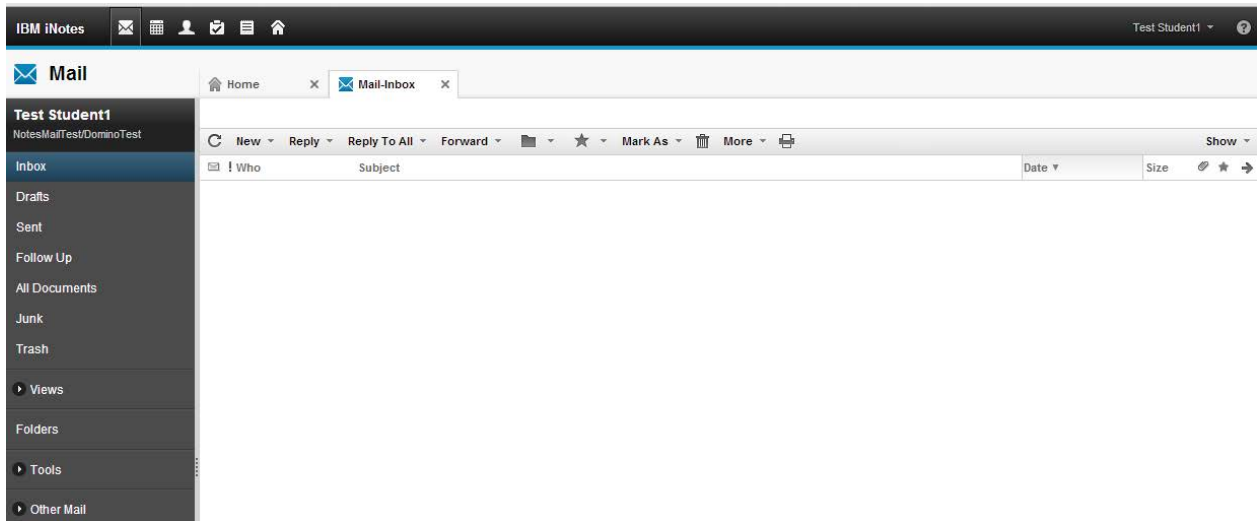 IBM iNotes
Test Student1
Mail
Home
Mail-Inbox
Test Student1
NotesMailTest/DominoTest
New Reply Reply To All Forward Mark As More Show
! Who Subject Date Size
Inbox
Drafts
Sent
Follow Up
All Documents
Junk
Trash
Views
Folders
Tools
Other Mail